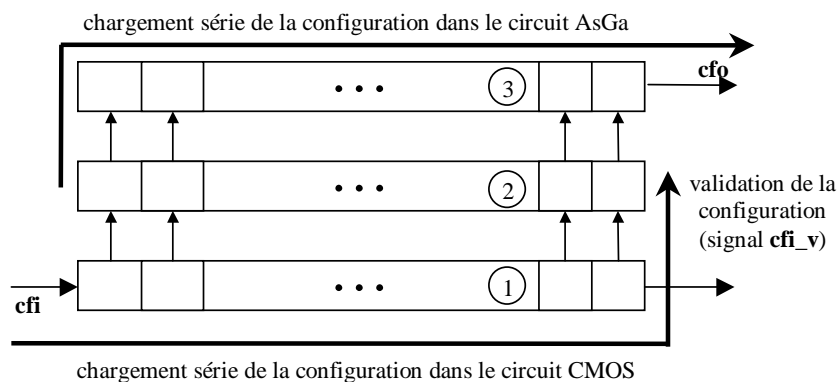 chargement série de la configuration dans le circuit AsGa
cfo
3
2
validation de la
configuration
(signal cfi_v)
1
cfi
chargement série de la configuration dans le circuit CMOS